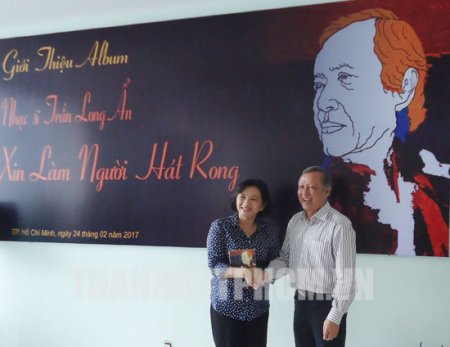 Giới Thiệu Album
Nhạc sĩ Trần Long Ẩn
Xin Làm Người Hát Rong
TP. Hồ Chí Minh, ngày 24 tháng 02 năm 2017
THANHUYTPHCM.VN